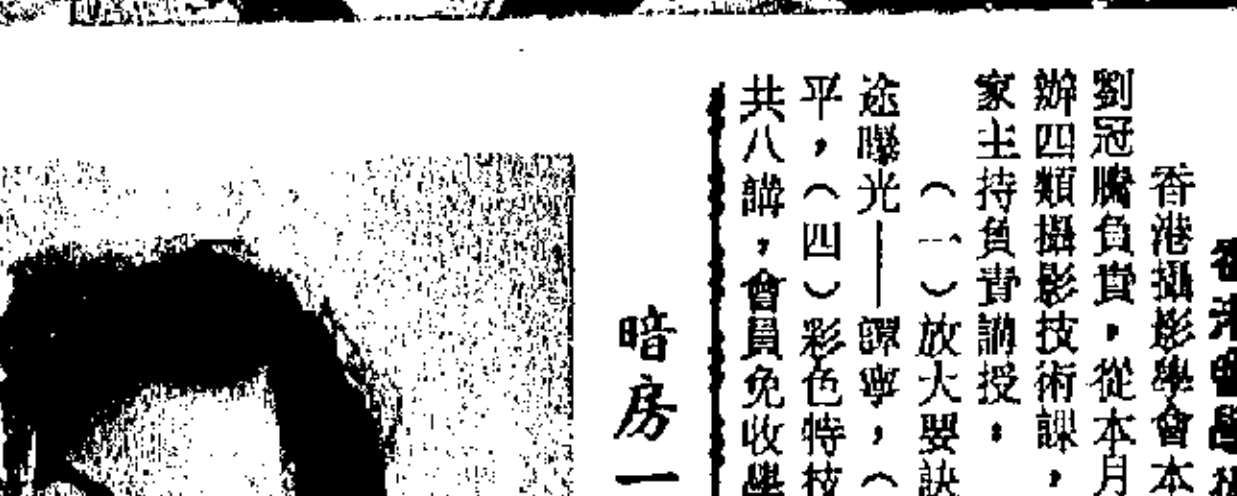 香港攝影學會本
劉冠騰負責，從本月
辦四類攝影技術課，
家主持負責講授。
（一）放大要訣
途曝光——譚寧，（
平，（四）彩色特技
共八講，會員免收學
暗房一